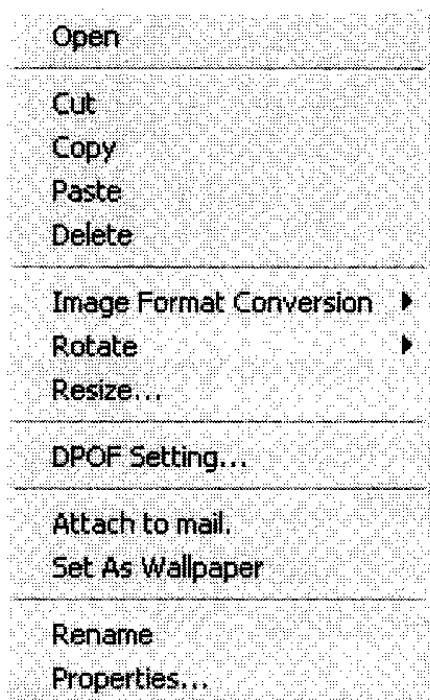 Open
Cut
Copy
Paste
Delete
Image Format Conversion
Rotate
Resize...
DPOF Setting...
Attach to mail.
Set As Wallpaper
Rename
Properties...